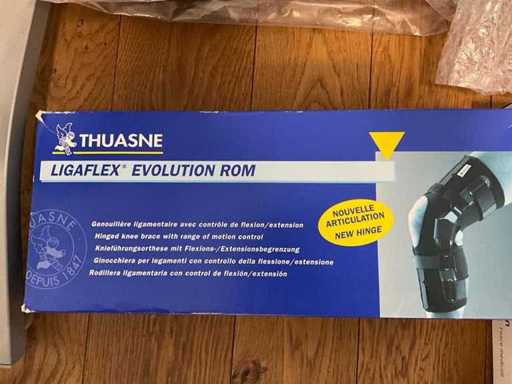 THUASNE
LIGAFLEX® EVOLUTION ROM
NOUVELLE
ARTICULATION
NEW HINGE
Genouillère ligamentaire avec contrôle de flexion/extension
Hinged knee brace with range of motion control
Knieführungsorthese mit Flexions-/Extensionsbegrenzung
Ginocchiera per legamenti con controllo della flessione/estensione
Rodillera ligamentaria con control de flexión/extensión
THUASNE
DEPUIS 1847